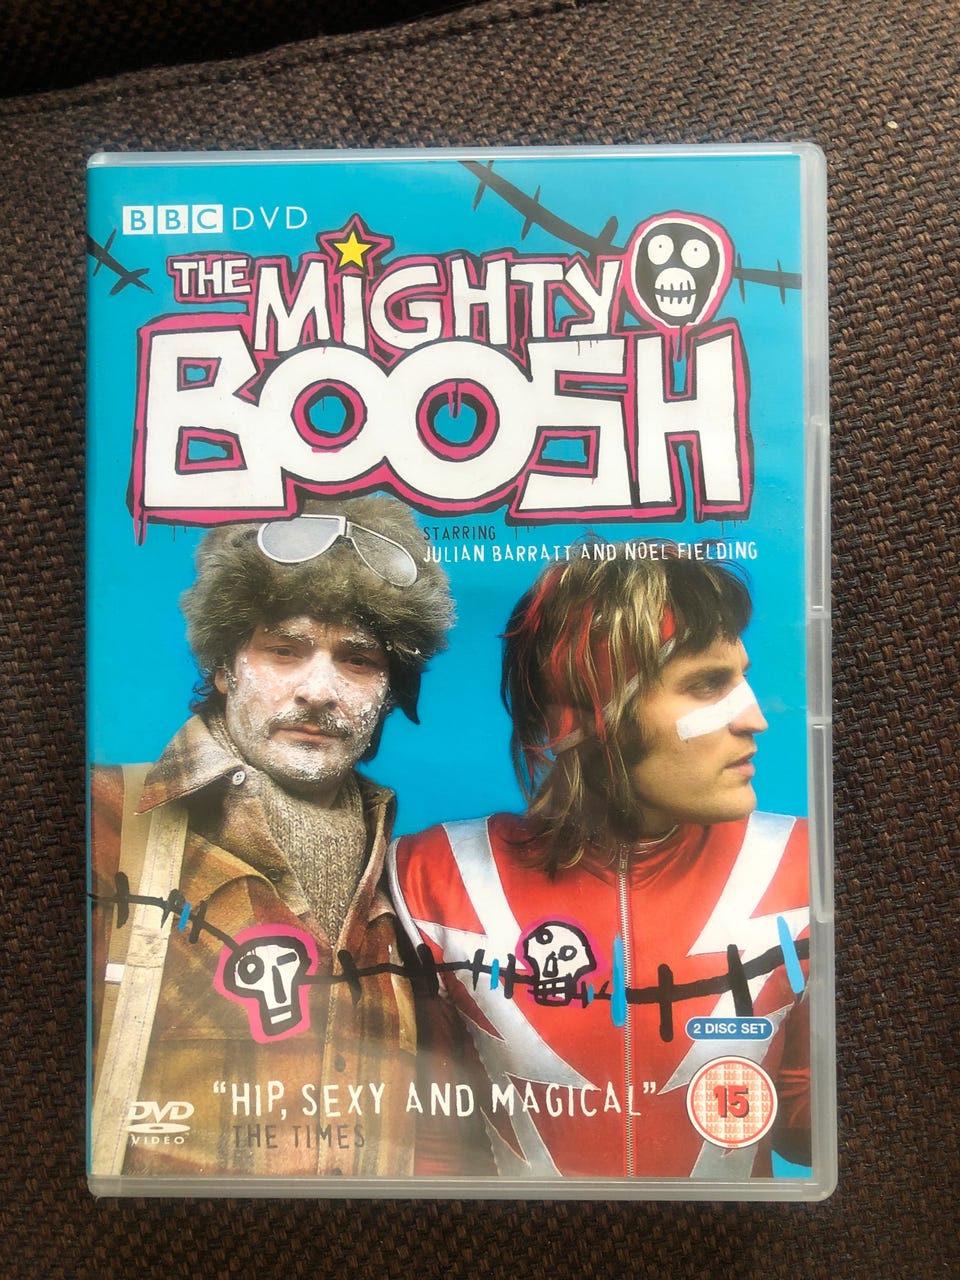 BBC DVD
THE MiGHTY
BOOSH
STARRING
JULIAN BARRATT AND NOEL FIELDING
2 DISC SET
"HIP, SEXY AND MAGICAL"
THE TIMES
DVD
VIDEO
15